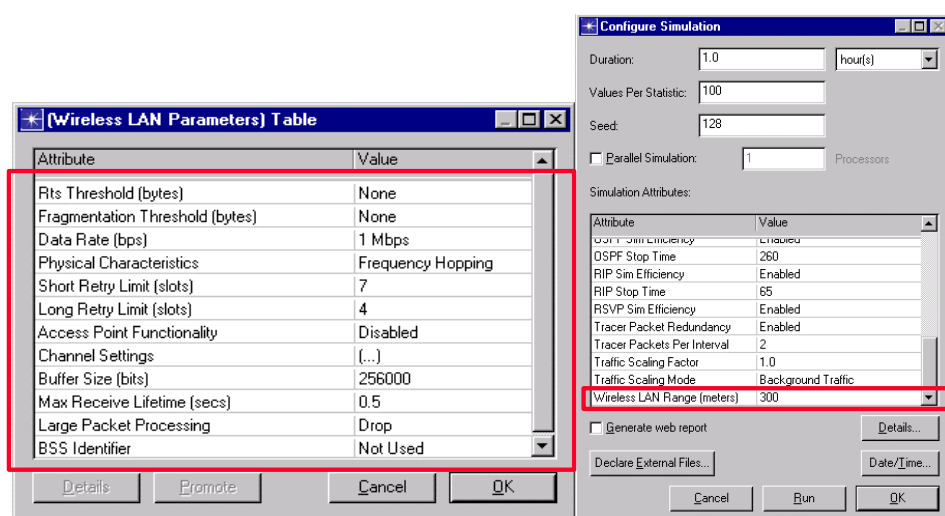 (Wireless LAN Parameters) Table
Attribute Value
Rts Threshold (bytes) None
Fragmentation Threshold (bytes) None
Data Rate (bps) 1 Mbps
Physical Characteristics Frequency Hopping
Short Retry Limit (slots) 7
Long Retry Limit (slots) 4
Access Point Functionality Disabled
Channel Settings (...)
Buffer Size (bits) 256000
Max Receive Lifetime (secs) 0.5
Large Packet Processing Drop
BSS Identifier Not Used
Details Promote Cancel OK
Configure Simulation
Duration: 1.0 hour(s)
Values Per Statistic: 100
Seed: 128
Parallel Simulation: 1 Processors
Simulation Attributes:
Attribute Value
OSPF Sim Efficiency Enabled
OSPF Stop Time 260
RIP Sim Efficiency Enabled
RIP Stop Time 65
RSVP Sim Efficiency Enabled
Tracer Packet Redundancy Enabled
Tracer Packets Per Interval 2
Traffic Scaling Factor 1.0
Traffic Scaling Mode Background Traffic
Wireless LAN Range (meters) 300
Generate web report Details...
Declare External Files... Date/Time...
Cancel Run OK